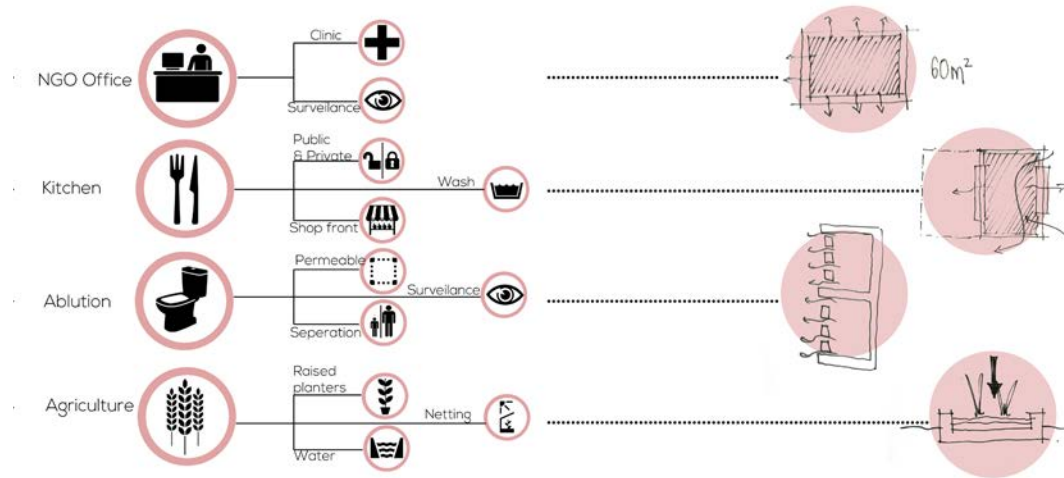 Clinic
NGO Office
60m²
Surveilance
Public
& Private
Kitchen
Wash
Shop front
Permeable
Surveilance
Ablution
Seperation
Raised
planters
Agriculture
Netting
Water